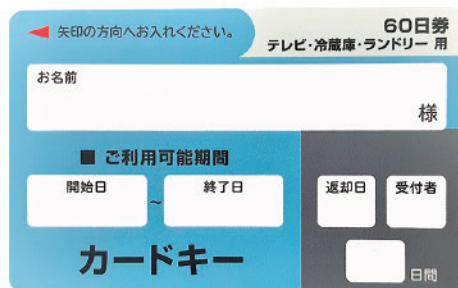 ◀ 矢印の方向へお入れください。
60日券
テレビ・冷蔵庫・ランドリー 用
お名前
様
■ ご利用可能期間
開始日 ~ 終了日
返却日 受付者
カードキー
日間